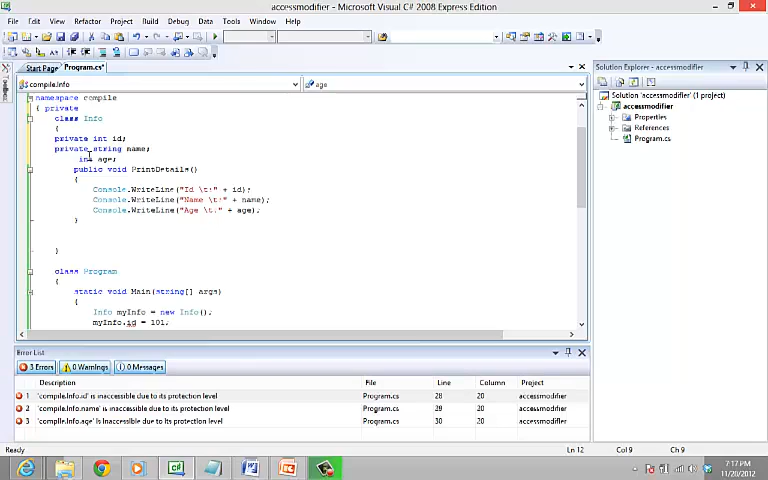 accessmodifier - Microsoft Visual C# 2008 Express Edition
File Edit View Refactor Project Build Debug Data Tools Window Help
Start Page Program.cs*
compile.Info
age
namespace compile
{ private
class Info
{
private int id;
private string name;
int age;
public void PrintDetails()
{
Console.WriteLine("Id \t:" + id);
Console.WriteLine("Name \t:" + name);
Console.WriteLine("Age \t:" + age);
}
}
class Program
{
static void Main(string[] args)
{
Info myInfo = new Info();
myInfo.id = 101;
Solution Explorer - accessmodifier
Solution 'accessmodifier' (1 project)
accessmodifier
Properties
References
Program.cs
Toolbox
Error List
3 Errors 0 Warnings 0 Messages
Description File Line Column Project
1 'compile.Info.id' is inaccessible due to its protection level Program.cs 28 20 accessmodifier
2 'compile.Info.name' is inaccessible due to its protection level Program.cs 29 20 accessmodifier
3 'compile.Info.age' is inaccessible due to its protection level Program.cs 30 20 accessmodifier
Ready Ln 12 Col 9 Ch 9
7:17 PM
11/20/2012